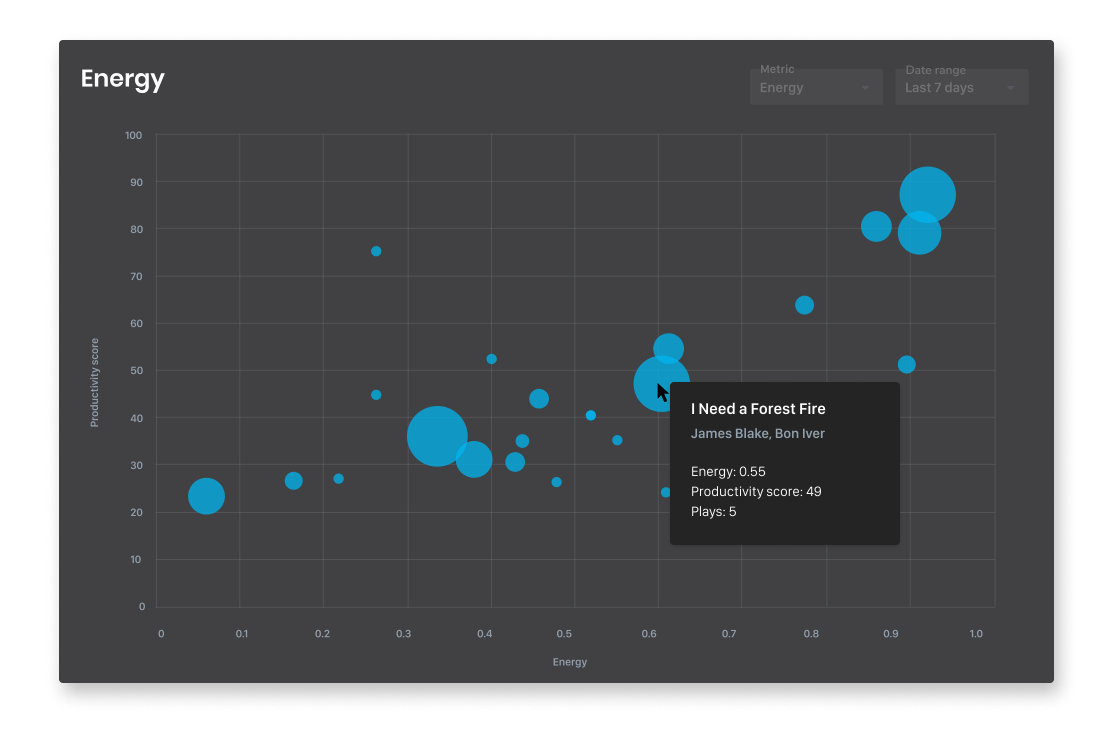 Energy
Metric
Energy
Date range
Last 7 days
100
90
80
70
60
50
40
30
20
10
0
Productivity score
I Need a Forest Fire
James Blake, Bon Iver
Energy: 0.55
Productivity score: 49
Plays: 5
0 0.1 0.2 0.3 0.4 0.5 0.6 0.7 0.8 0.9 1.0
Energy